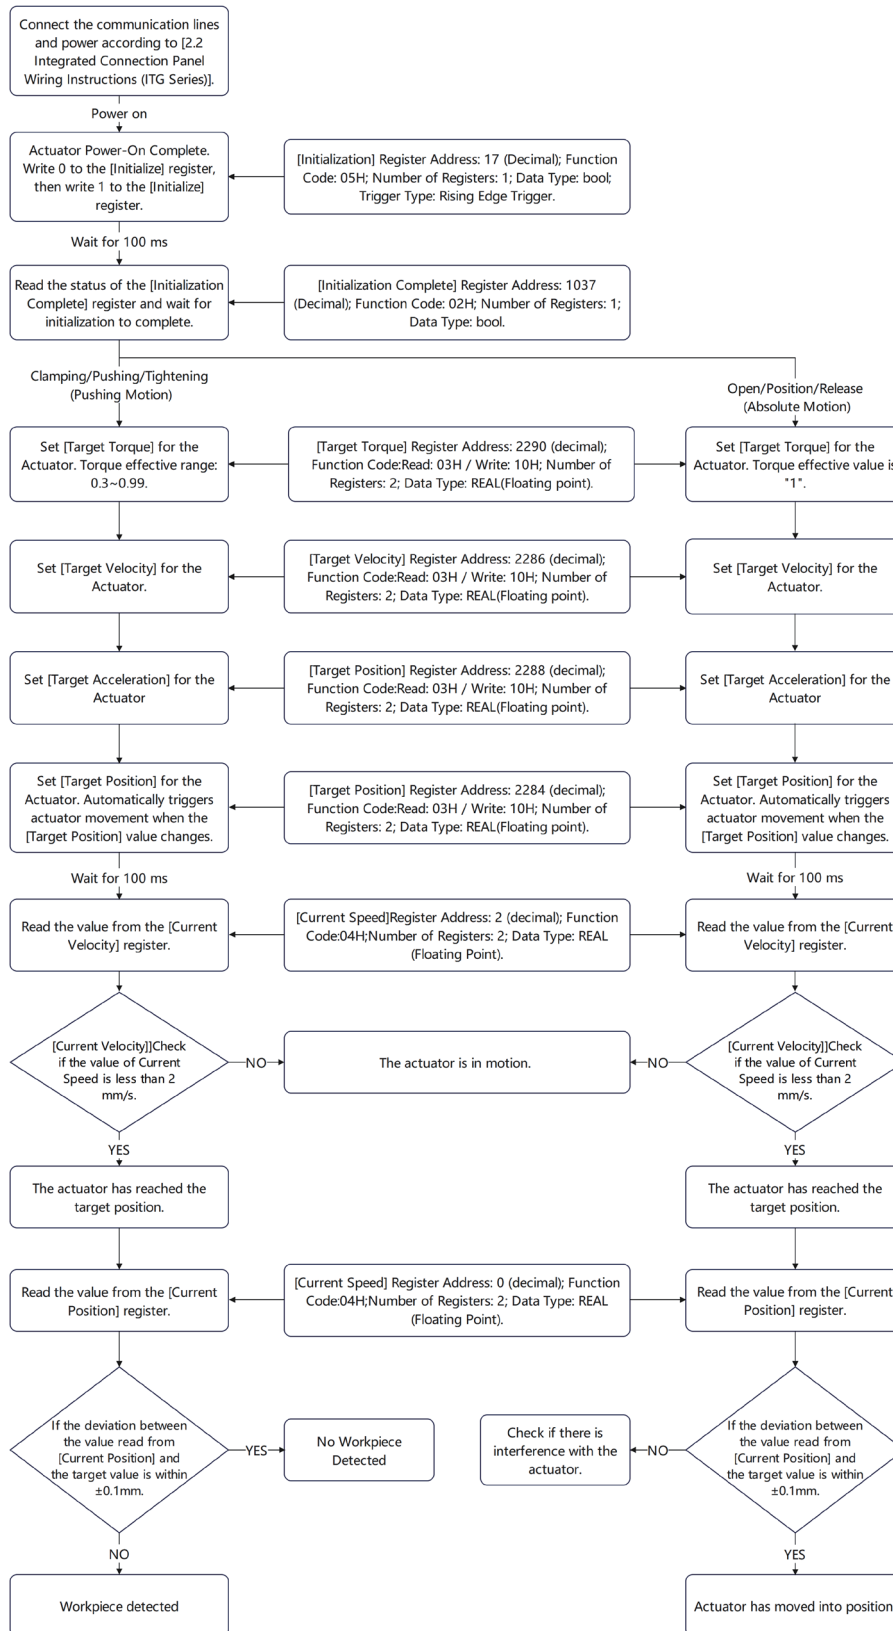 Connect the communication lines
and power according to [2.2
Integrated Connection Panel
Wiring Instructions (ITG Series)].
Power on
Actuator Power-On Complete.
Write 0 to the [Initialize] register,
then write 1 to the [Initialize]
register.
[Initialization] Register Address: 17 (Decimal); Function
Code: 05H; Number of Registers: 1; Data Type: bool;
Trigger Type: Rising Edge Trigger.
Wait for 100 ms
Read the status of the [Initialization
Complete] register and wait for
initialization to complete.
[Initialization Complete] Register Address: 1037
(Decimal); Function Code: 02H; Number of Registers: 1;
Data Type: bool.
Clamping/Pushing/Tightening
(Pushing Motion)
Open/Position/Release
(Absolute Motion)
Set [Target Torque] for the
Actuator. Torque effective range:
0.3~0.99.
[Target Torque] Register Address: 2290 (decimal);
Function Code:Read: 03H / Write: 10H; Number of
Registers: 2; Data Type: REAL(Floating point).
Set [Target Torque] for the
Actuator. Torque effective value is
"1".
Set [Target Velocity] for the
Actuator.
[Target Velocity] Register Address: 2286 (decimal);
Function Code:Read: 03H / Write: 10H; Number of
Registers: 2; Data Type: REAL(Floating point).
Set [Target Velocity] for the
Actuator.
Set [Target Acceleration] for the
Actuator
[Target Position] Register Address: 2288 (decimal);
Function Code:Read: 03H / Write: 10H; Number of
Registers: 2; Data Type: REAL(Floating point).
Set [Target Acceleration] for the
Actuator
Set [Target Position] for the
Actuator. Automatically triggers
actuator movement when the
[Target Position] value changes.
[Target Position] Register Address: 2284 (decimal);
Function Code:Read: 03H / Write: 10H; Number of
Registers: 2; Data Type: REAL(Floating point).
Set [Target Position] for the
Actuator. Automatically triggers
actuator movement when the
[Target Position] value changes.
Wait for 100 ms
Wait for 100 ms
Read the value from the [Current
Velocity] register.
[Current Speed]Register Address: 2 (decimal); Function
Code:04H;Number of Registers: 2; Data Type: REAL
(Floating Point).
Read the value from the [Current
Velocity] register.
[Current Velocity]]Check
if the value of Current
Speed is less than 2
mm/s.
NO
The actuator is in motion.
NO
[Current Velocity]]Check
if the value of Current
Speed is less than 2
mm/s.
YES
YES
The actuator has reached the
target position.
The actuator has reached the
target position.
Read the value from the [Current
Position] register.
[Current Speed] Register Address: 0 (decimal); Function
Code:04H;Number of Registers: 2; Data Type: REAL
(Floating Point).
Read the value from the [Current
Position] register.
If the deviation between
the value read from
[Current Position] and
the target value is within
±0.1mm.
YES
No Workpiece
Detected
Check if there is
interference with the
actuator.
NO
If the deviation between
the value read from
[Current Position] and
the target value is within
±0.1mm.
NO
YES
Workpiece detected
Actuator has moved into position